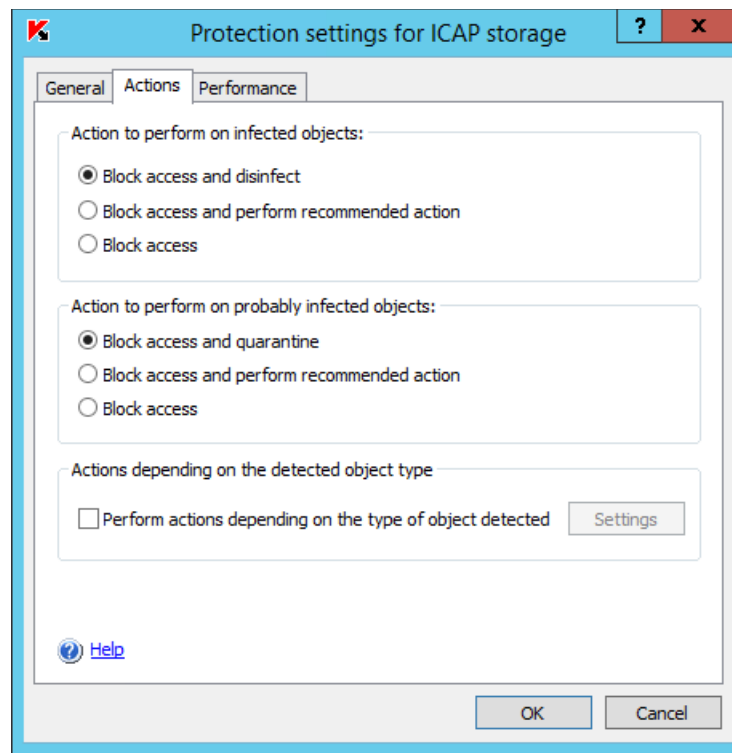 Protection settings for ICAP storage
?
x
General Actions Performance
Action to perform on infected objects:
Block access and disinfect
Block access and perform recommended action
Block access
Action to perform on probably infected objects:
Block access and quarantine
Block access and perform recommended action
Block access
Actions depending on the detected object type
Perform actions depending on the type of object detected
Settings
? Help
OK Cancel